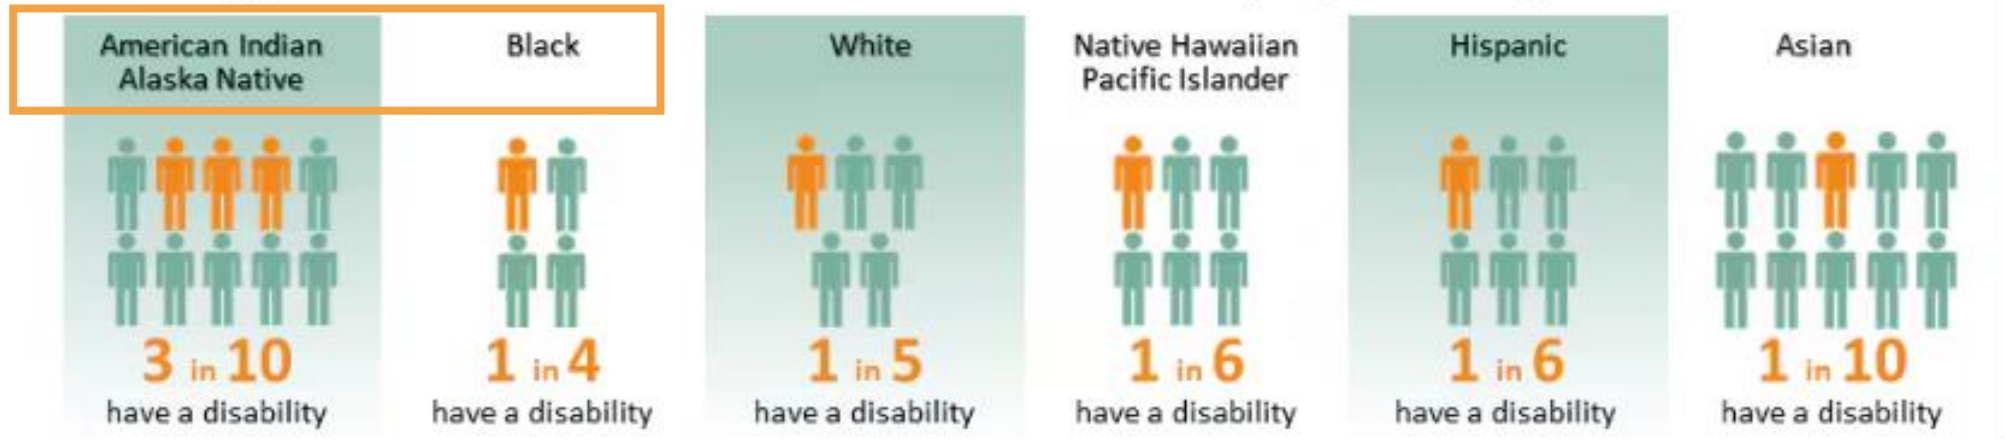 American Indian
Alaska Native
3 in 10
have a disability
Black
1 in 4
have a disability
White
1 in 5
have a disability
Native Hawaiian
Pacific Islander
1 in 6
have a disability
Hispanic
1 in 6
have a disability
Asian
1 in 10
have a disability